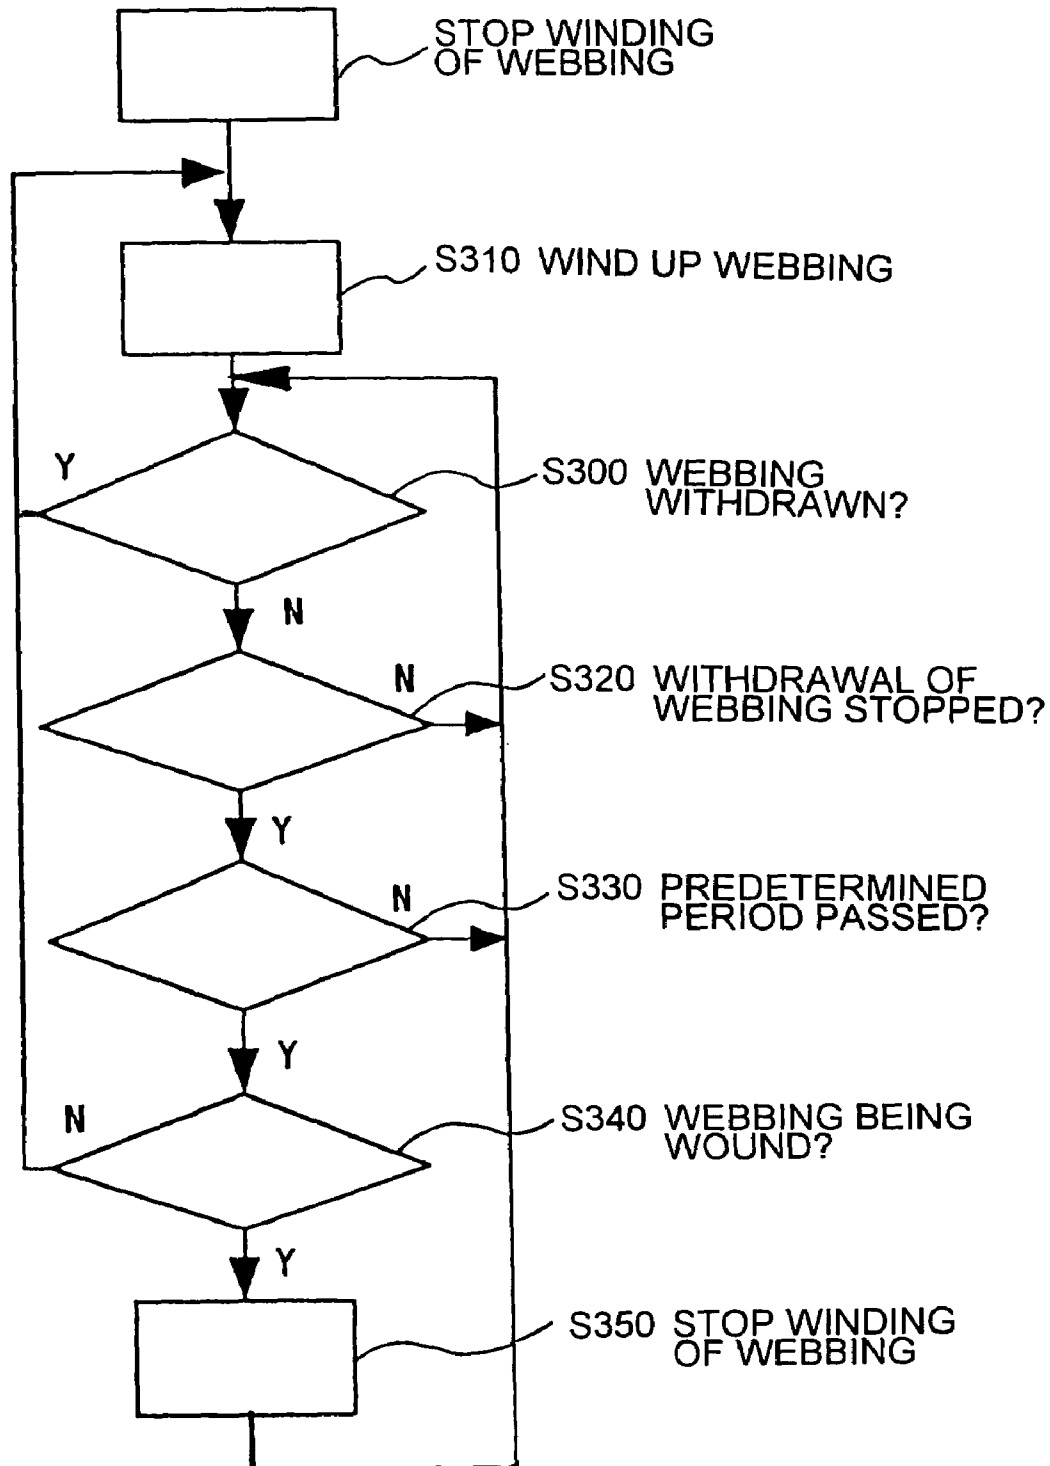 STOP WINDING
OF WEBBING
S310 WIND UP WEBBING
Y
S300 WEBBING
WITHDRAWN?
N
N
S320 WITHDRAWAL OF
WEBBING STOPPED?
Y
N
S330 PREDETERMINED
PERIOD PASSED?
Y
N
S340 WEBBING BEING
WOUND?
Y
S350 STOP WINDING
OF WEBBING